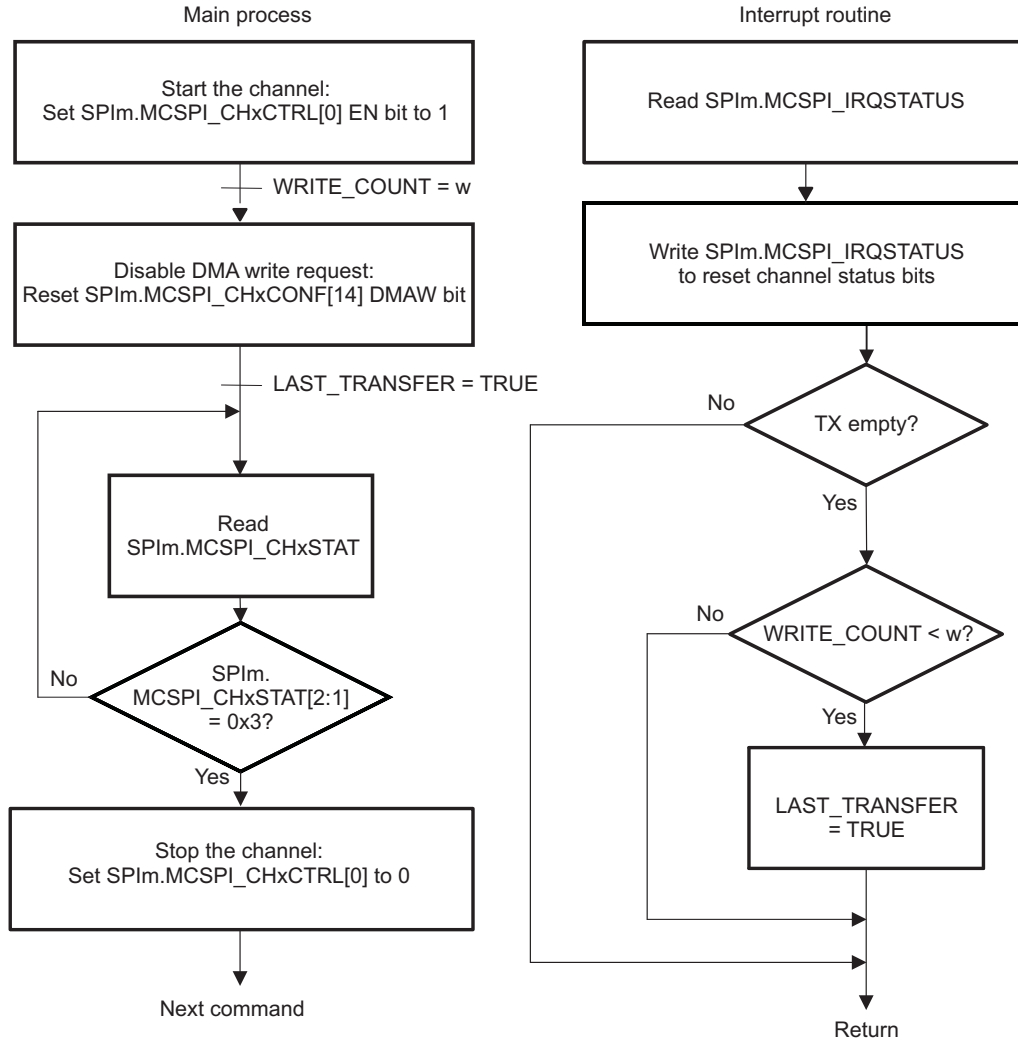 Main process
Start the channel:
Set SPIm.MCSPI_CHxCTRL[0] EN bit to 1
WRITE_COUNT = w
Disable DMA write request:
Reset SPIm.MCSPI_CHxCONF[14] DMAW bit
LAST_TRANSFER = TRUE
Read
SPIm.MCSPI_CHxSTAT
SPIm.
MCSPI_CHxSTAT[2:1]
= 0x3?
No
Yes
Stop the channel:
Set SPIm.MCSPI_CHxCTRL[0] to 0
Next command
Interrupt routine
Read SPIm.MCSPI_IRQSTATUS
Write SPIm.MCSPI_IRQSTATUS
to reset channel status bits
TX empty?
No
Yes
WRITE_COUNT < w?
No
Yes
LAST_TRANSFER
= TRUE
Return